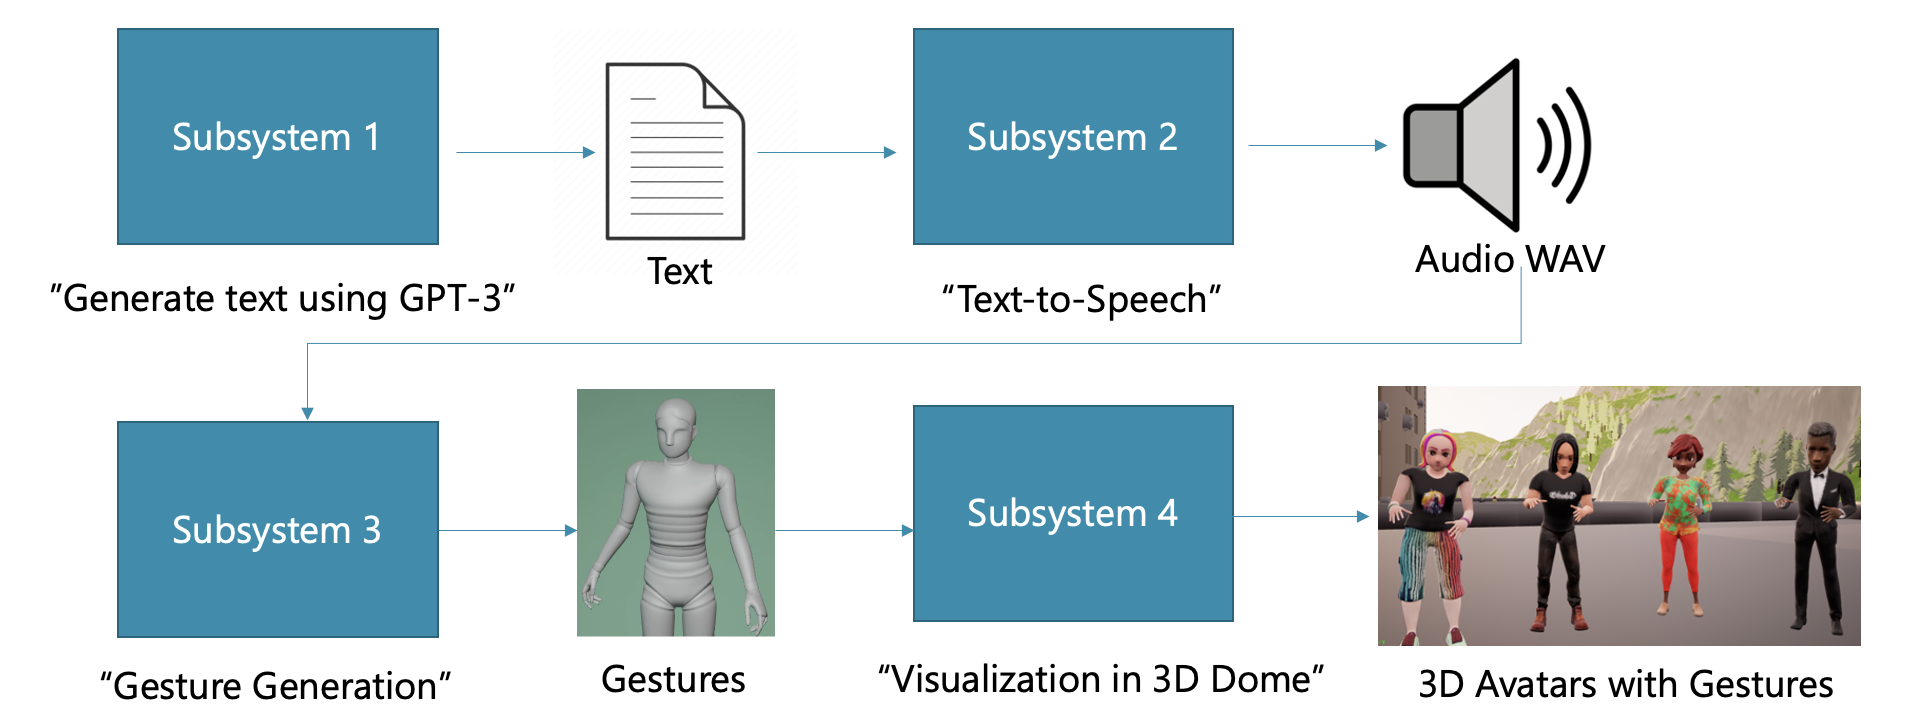 Subsystem 1
Subsystem 2
Text
Audio WAV
”Generate text using GPT-3”
“Text-to-Speech”
Subsystem 3
Subsystem 4
“Gesture Generation”
Gestures
“Visualization in 3D Dome”
3D Avatars with Gestures